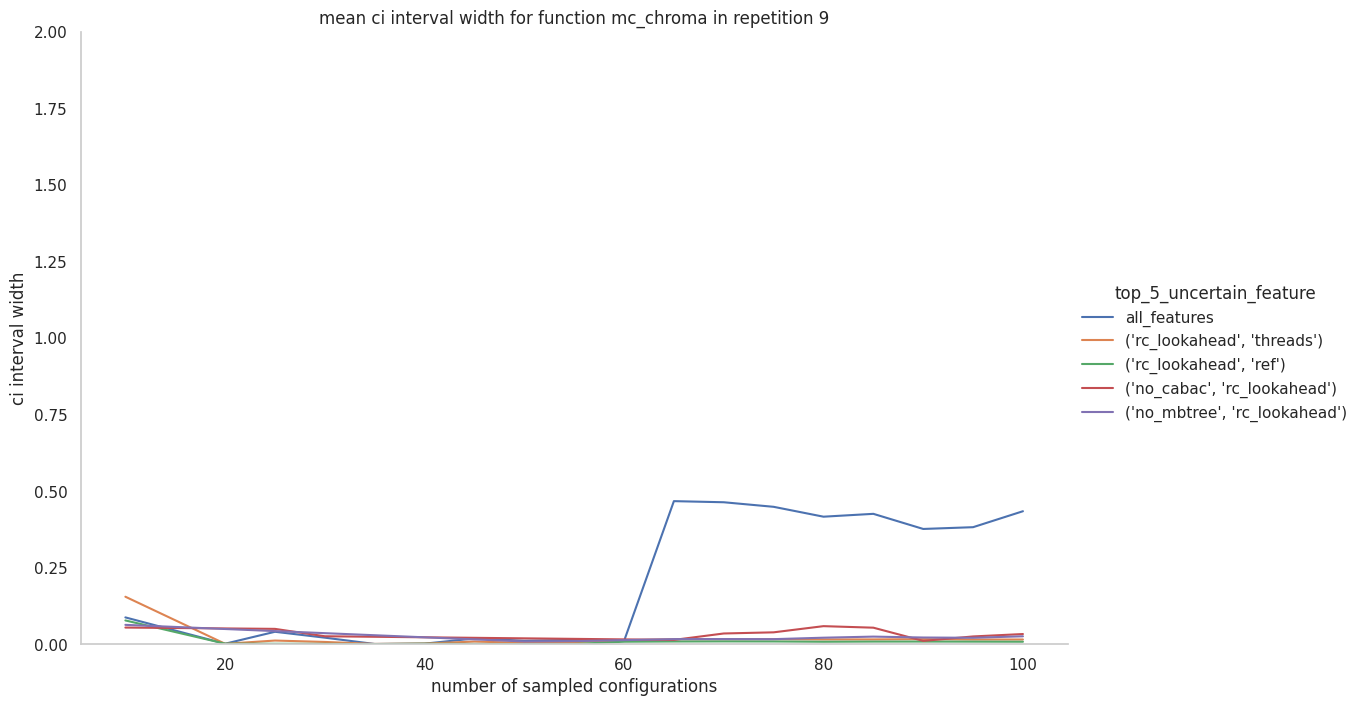 mean ci interval width for function mc_chroma in repetition 9
2.00
1.75
1.50
1.25
1.00
0.75
0.50
0.25
0.00
ci interval width
20
40
60
80
100
number of sampled configurations
top_5_uncertain_feature
all_features
('rc_lookahead', 'threads')
('rc_lookahead', 'ref')
('no_cabac', 'rc_lookahead')
('no_mbtree', 'rc_lookahead')